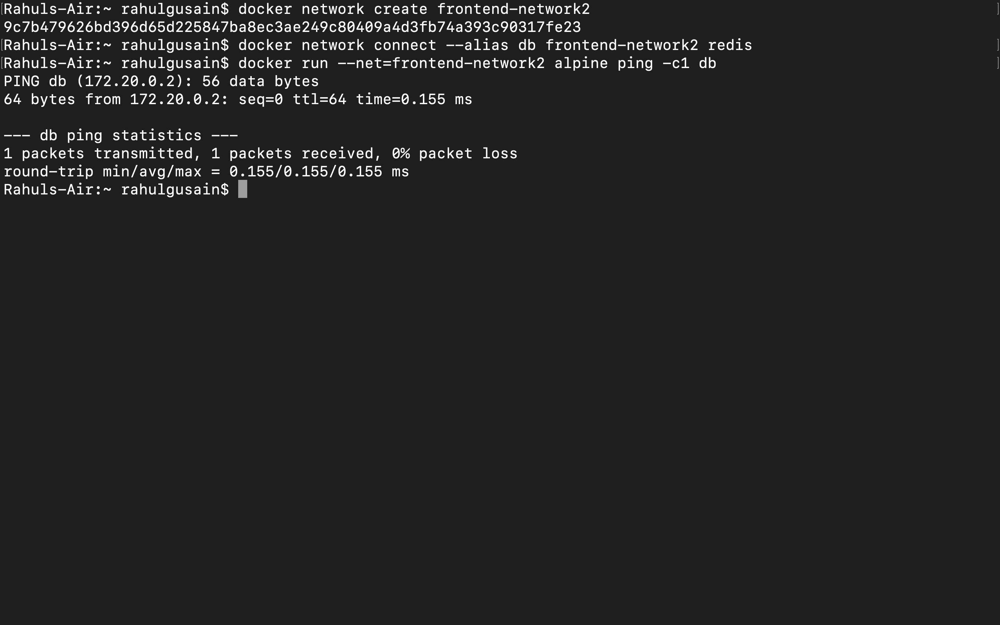 [Rahuls-Air:~ rahulgusain$ docker network create frontend-network2 ]
9c7b479626bd396d65d225847ba8ec3ae249c80409a4d3fb74a393c90317fe23
[Rahuls-Air:~ rahulgusain$ docker network connect --alias db frontend-network2 redis ]
[Rahuls-Air:~ rahulgusain$ docker run --net=frontend-network2 alpine ping -c1 db ]
PING db (172.20.0.2): 56 data bytes
64 bytes from 172.20.0.2: seq=0 ttl=64 time=0.155 ms
--- db ping statistics ---
1 packets transmitted, 1 packets received, 0% packet loss
round-trip min/avg/max = 0.155/0.155/0.155 ms
Rahuls-Air:~ rahulgusain$